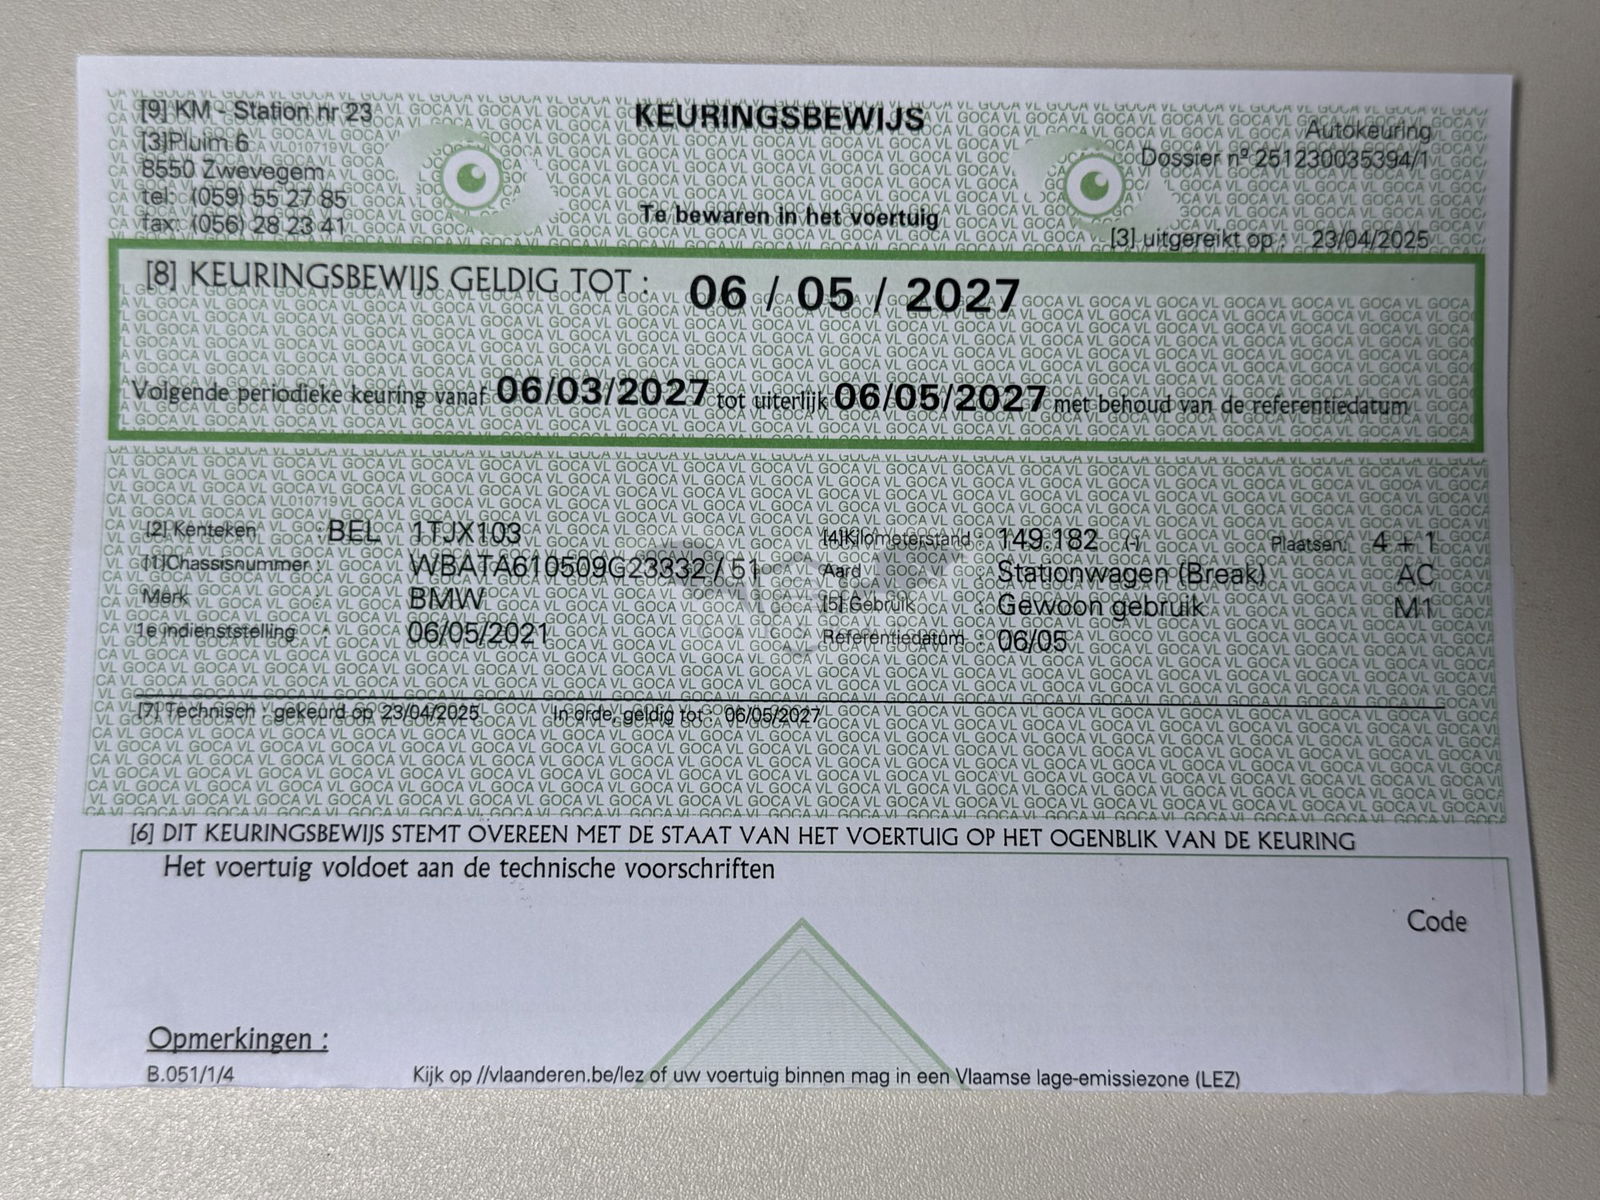 [9] KM - Station nr 23
[3]Pluim 6
8550 Zwevegem
tel: (059) 55 27 85
fax: (056) 28 23 41
KEURINGSBEWIJS
Te bewaren in het voertuig
Autokeuring
Dossier nº 251230035394/1
[3] uitgereikt op : 23/04/2025
[8] KEURINGSBEWIJS GELDIG TOT : 06 / 05 / 2027
Volgende periodieke keuring vanaf 06/03/2027 tot uiterlijk 06/05/2027 met behoud van de referentiedatum
[2] Kenteken : BEL 1TJX103
[1]Chassisnummer : WBATA610509G23332 / 51
Merk : BMW
1e indienststelling : 06/05/2021
[4]Kilometerstand : 149.182 (-) Plaatsen: 4 + 1
Aard : Stationwagen (Break) AC
[5] Gebruik : Gewoon gebruik M1
Referentiedatum : 06/05
[7] Technisch : gekeurd op 23/04/2025 In orde, geldig tot : 06/05/2027
[6] DIT KEURINGSBEWIJS STEMT OVEREEN MET DE STAAT VAN HET VOERTUIG OP HET OGENBLIK VAN DE KEURING
Het voertuig voldoet aan de technische voorschriften
Code
Opmerkingen :
B.051/1/4 Kijk op //vlaanderen.be/lez of uw voertuig binnen mag in een Vlaamse lage-emissiezone (LEZ)